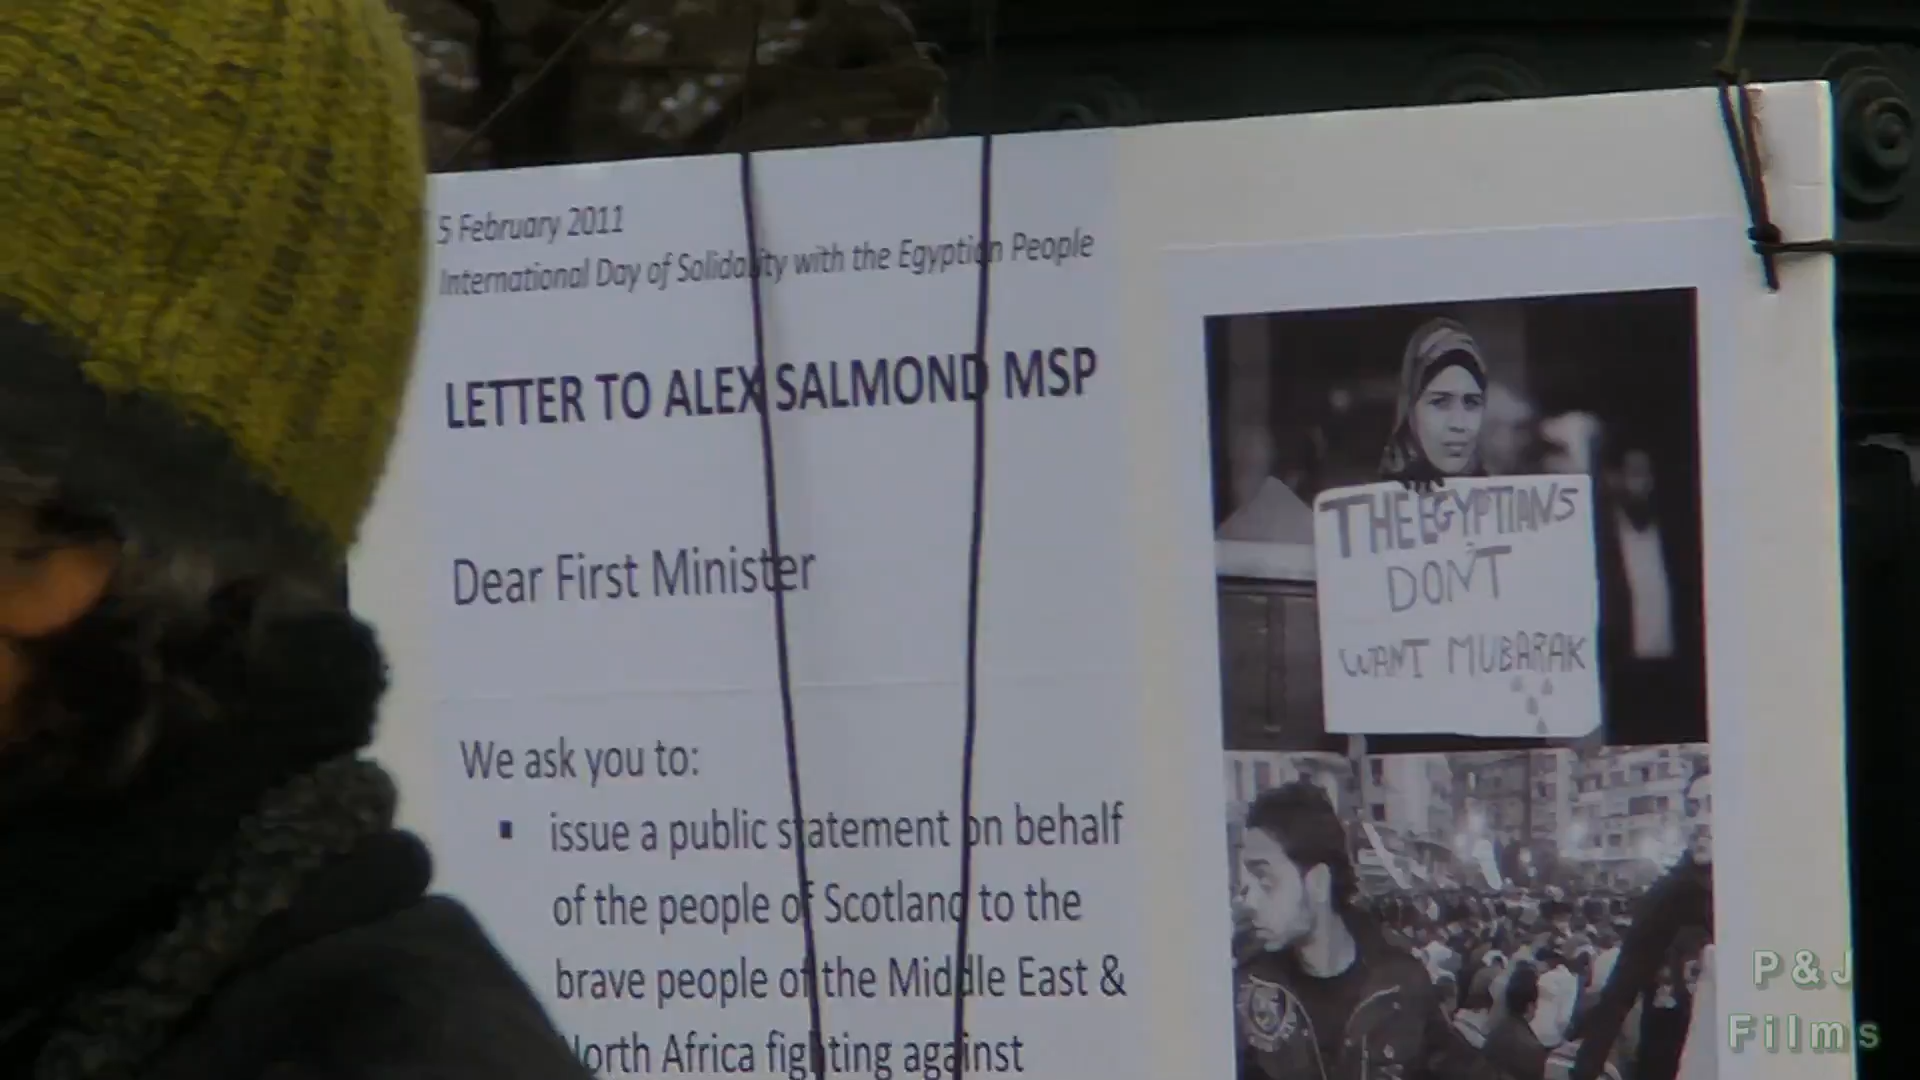 5 February 2011
International Day of Solidarity with the Egyptian People
LETTER TO ALEX SALMOND MSP
Dear First Minister
We ask you to:
▪ issue a public statement on behalf
of the people of Scotland to the
brave people of the Middle East &
North Africa fighting against
THE EGYPTIANS
DON'T
WANT MUBARAK
P&J
Films